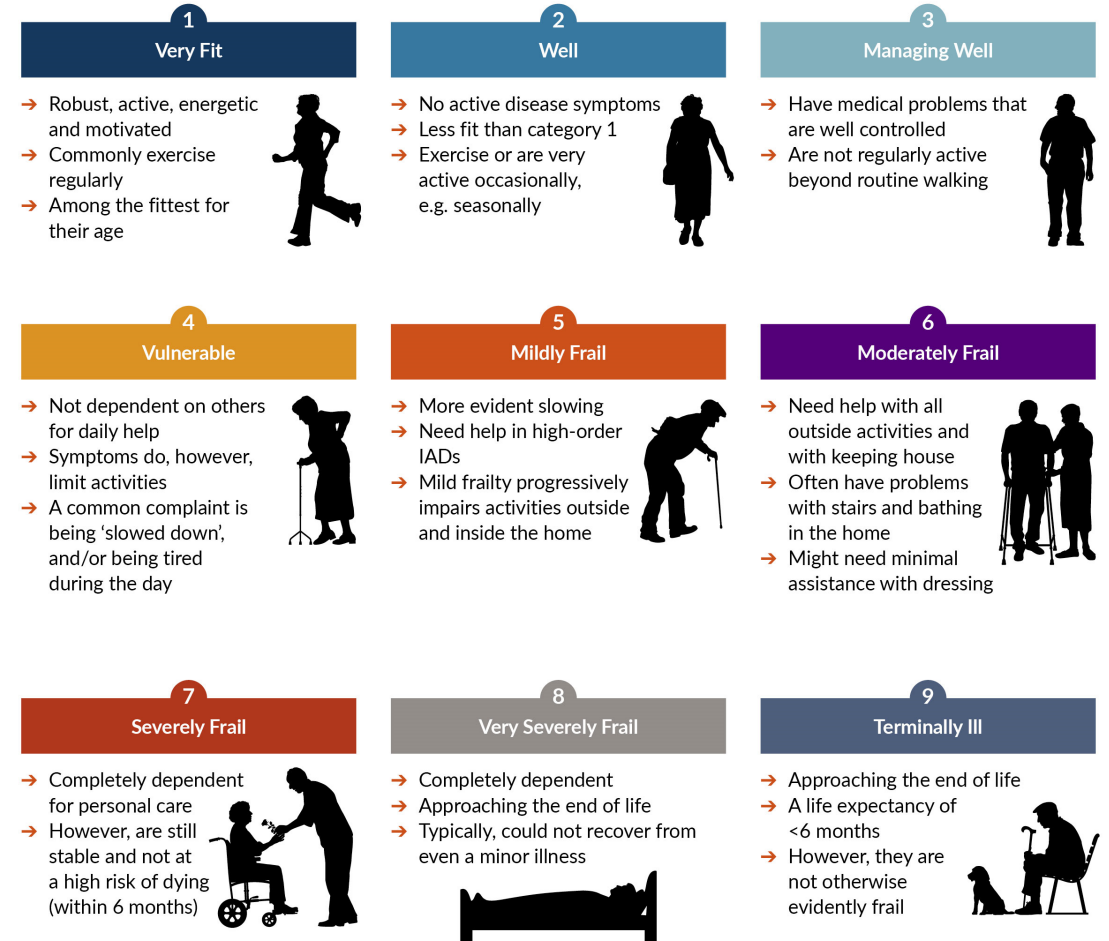 1
Very Fit
➔ Robust, active, energetic
and motivated
➔ Commonly exercise
regularly
➔ Among the fittest for
their age
2
Well
➔ No active disease symptoms
➔ Less fit than category 1
➔ Exercise or are very
active occasionally,
e.g. seasonally
3
Managing Well
➔ Have medical problems that
are well controlled
➔ Are not regularly active
beyond routine walking
4
Vulnerable
➔ Not dependent on others
for daily help
➔ Symptoms do, however,
limit activities
➔ A common complaint is
being ‘slowed down’,
and/or being tired
during the day
5
Mildly Frail
➔ More evident slowing
➔ Need help in high-order
IADs
➔ Mild frailty progressively
impairs activities outside
and inside the home
6
Moderately Frail
➔ Need help with all
outside activities and
with keeping house
➔ Often have problems
with stairs and bathing
in the home
➔ Might need minimal
assistance with dressing
7
Severely Frail
➔ Completely dependent
for personal care
➔ However, are still
stable and not at
a high risk of dying
(within 6 months)
8
Very Severely Frail
➔ Completely dependent
➔ Approaching the end of life
➔ Typically, could not recover from
even a minor illness
9
Terminally Ill
➔ Approaching the end of life
➔ A life expectancy of
<6 months
➔ However, they are
not otherwise
evidently frail